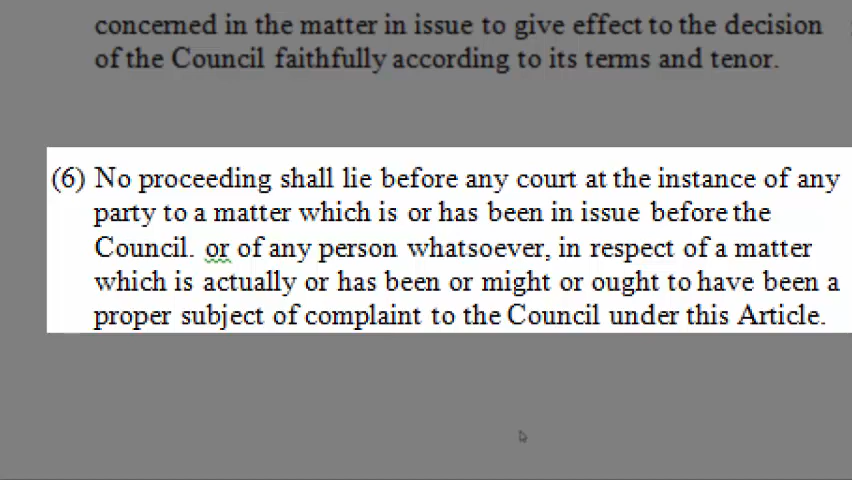 concerned in the matter in issue to give effect to the decision
of the Council faithfully according to its terms and tenor.
(6) No proceeding shall lie before any court at the instance of any
party to a matter which is or has been in issue before the
Council. or of any person whatsoever, in respect of a matter
which is actually or has been or might or ought to have been a
proper subject of complaint to the Council under this Article.